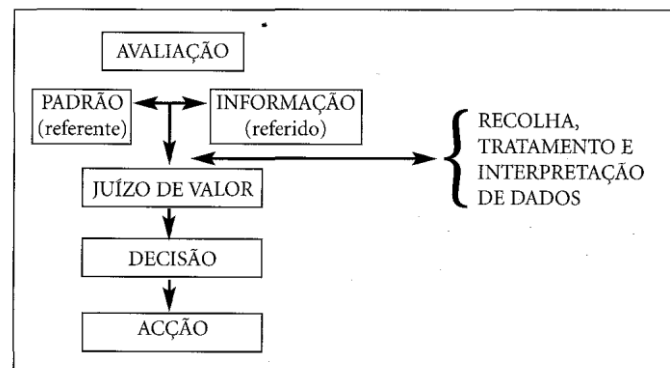 AVALIAÇÃO
PADRÃO
(referente)
INFORMAÇÃO
(referido)
RECOLHA,
TRATAMENTO E
INTERPRETAÇÃO
DE DADOS
JUÍZO DE VALOR
DECISÃO
ACÇÃO